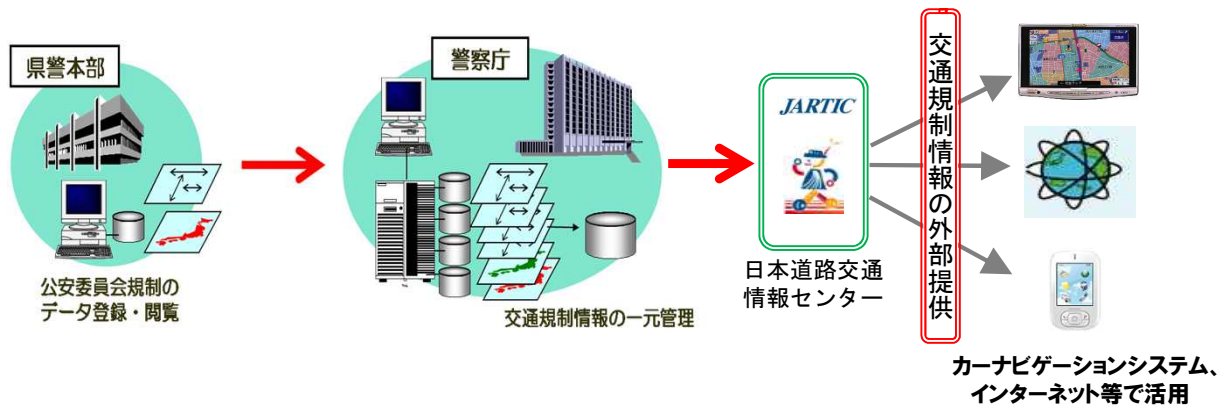 県警本部
公安委員会規制の
データ登録・閲覧
警察庁
交通規制情報の一元管理
JARTIC
日本道路交通
情報センター
交通規制情報の外部提供
カーナビゲーションシステム、
インターネット等で活用